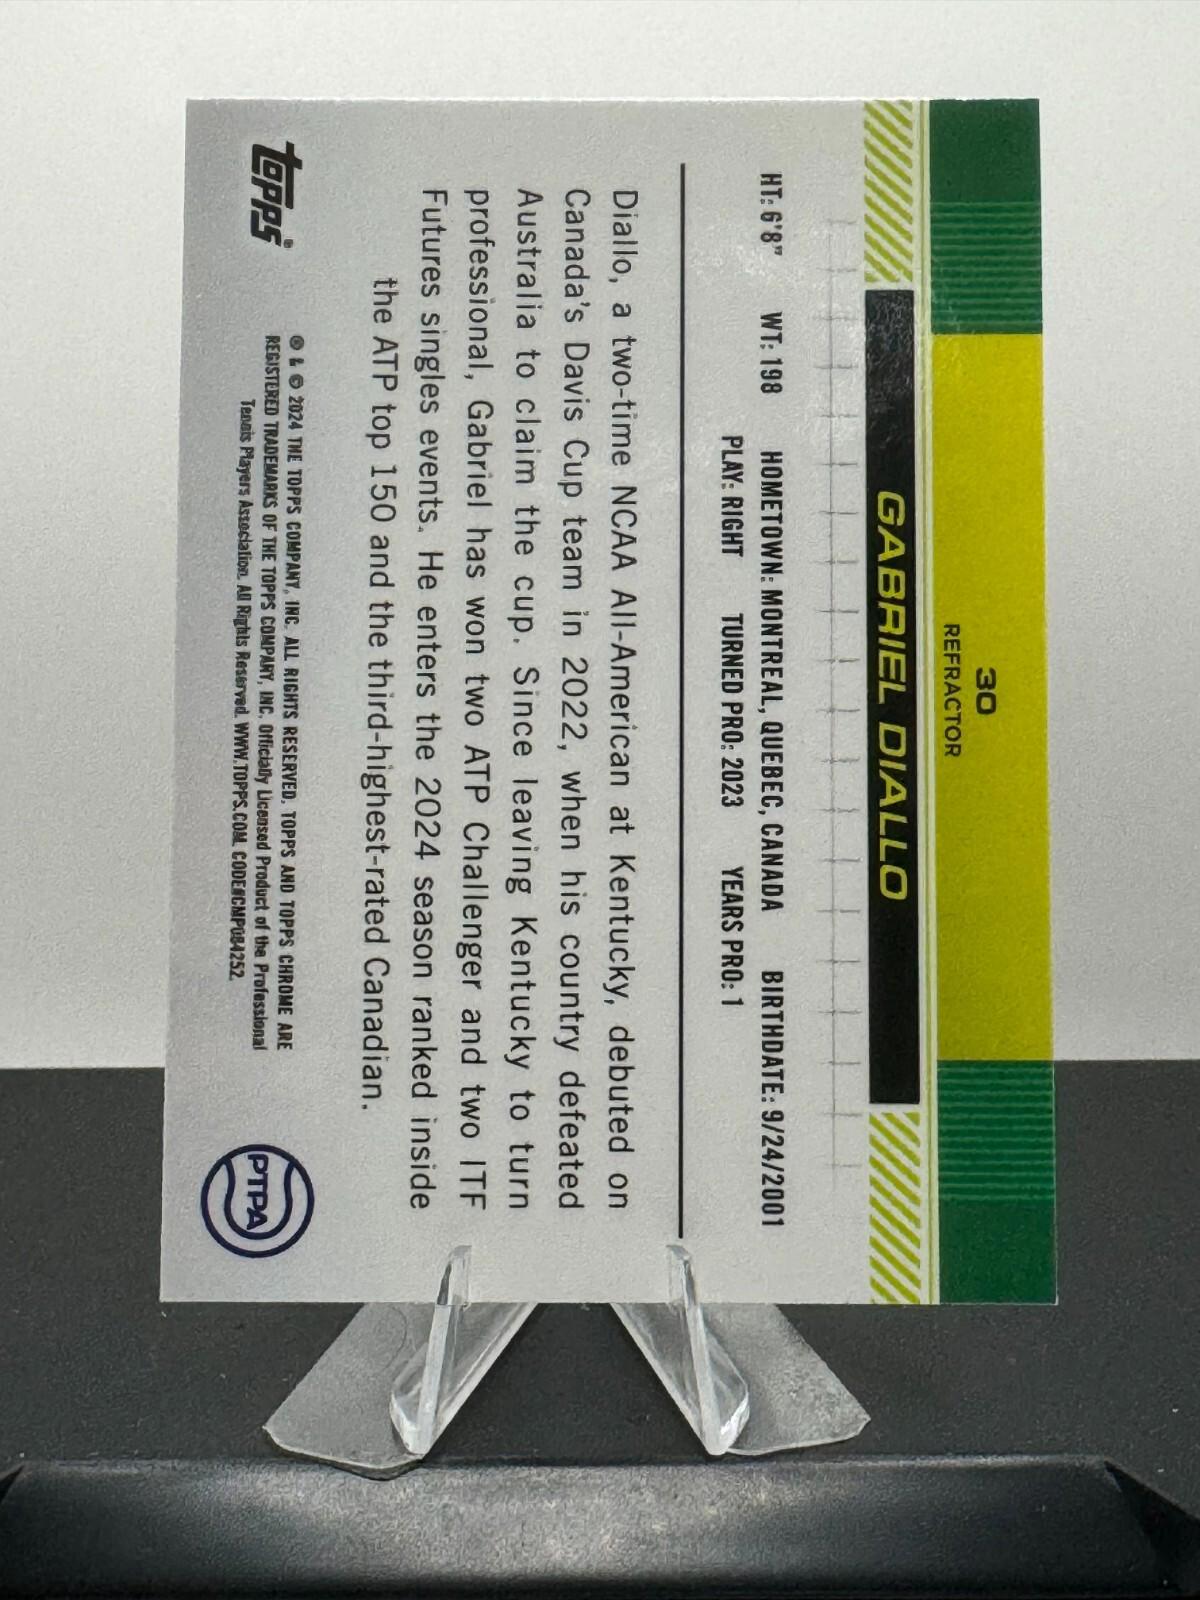 30
REFRACTOR
GABRIEL DIALLO
HT: 6'8" WT: 198 HOMETOWN: MONTREAL, QUEBEC, CANADA BIRTHDATE: 9/24/2001
PLAY: RIGHT TURNED PRO: 2023 YEARS PRO: 1
Diallo, a two-time NCAA All-American at Kentucky, debuted on
Canada's Davis Cup team in 2022, when his country defeated
Australia to claim the cup. Since leaving Kentucky to turn
professional, Gabriel has won two ATP Challenger and two ITF
Futures singles events. He enters the 2024 season ranked inside
the ATP top 150 and the third-highest-rated Canadian.
topps®
® & © 2024 THE TOPPS COMPANY, INC. ALL RIGHTS RESERVED. TOPPS AND TOPPS CHROME ARE
REGISTERED TRADEMARKS OF THE TOPPS COMPANY, INC. Officially Licensed Product of the Professional
Tennis Players Association. All Rights Reserved. WWW.TOPPS.COM. CODE#CMP084252.
PTPA